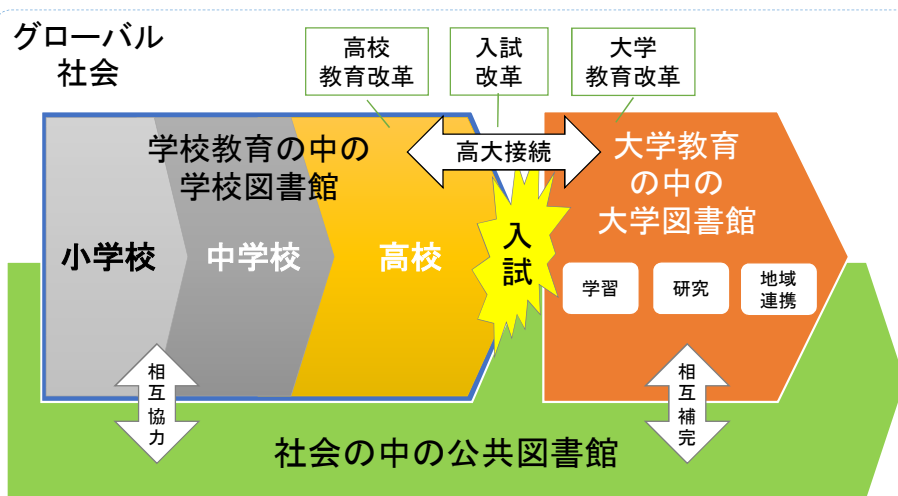 グローバル
社会
高校
教育改革
入試
改革
大学
教育改革
学校教育の中の
学校図書館
高大接続
大学教育
の中の
大学図書館
小学校
中学校
高校
入試
学習
研究
地域
連携
相互協力
相互補完
社会の中の公共図書館